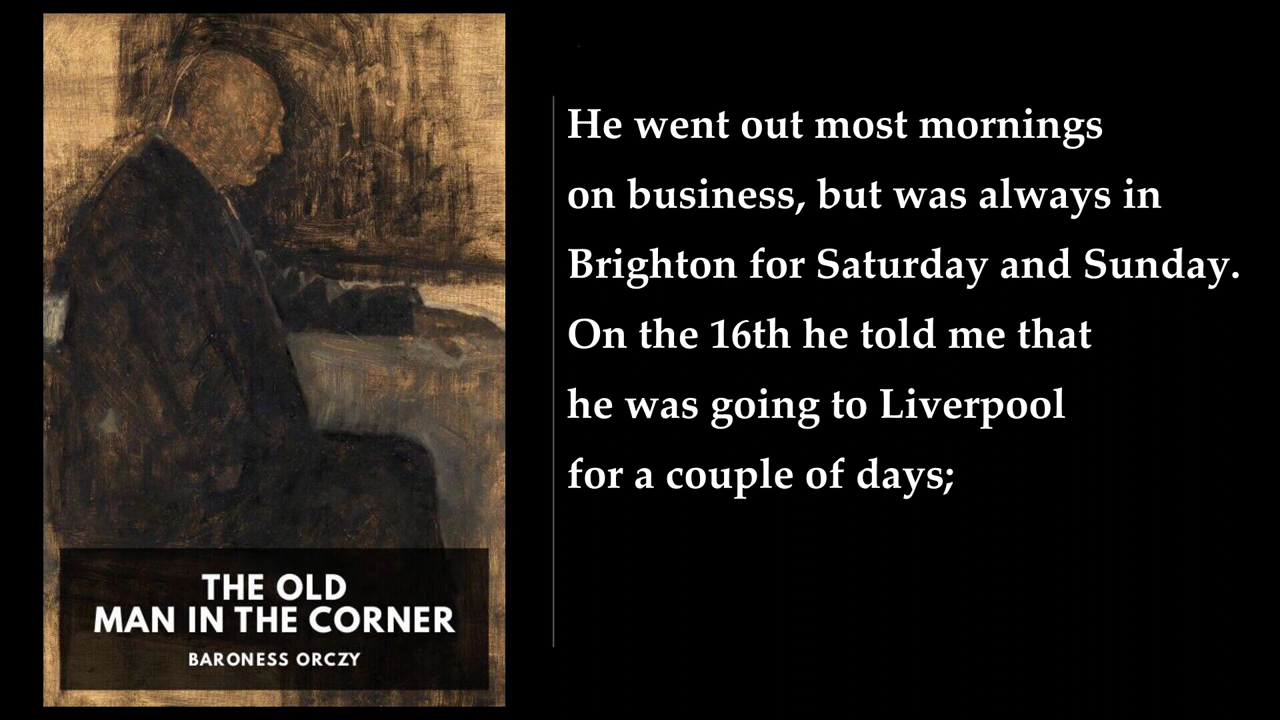 THE OLD
MAN IN THE CORNER
BARONESS ORCZY
He went out most mornings
on business, but was always in
Brighton for Saturday and Sunday.
On the 16th he told me that
he was going to Liverpool
for a couple of days;